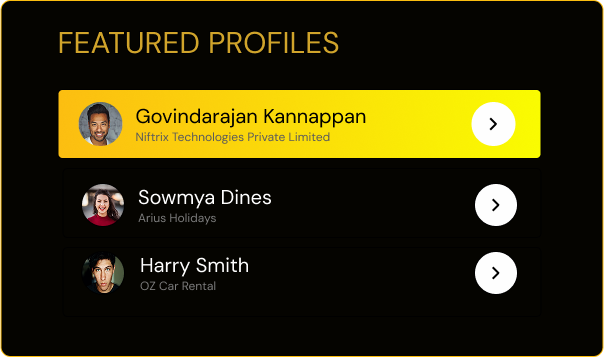 FEATURED PROFILES
Govindarajan Kannappan
Niftrix Technologies Private Limited
Sowmya Dines
Arius Holidays
Harry Smith
OZ Car Rental